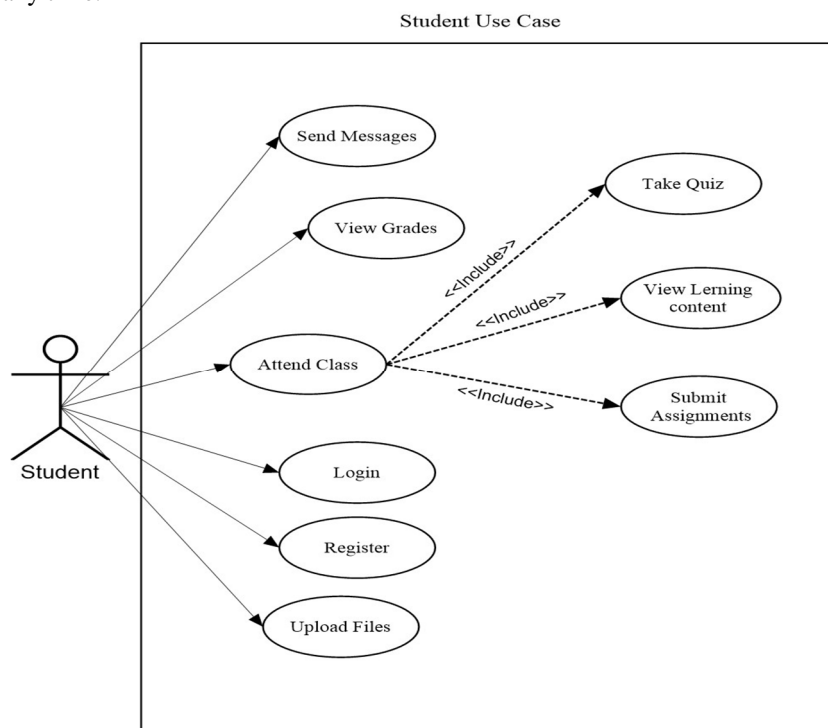 Student Use Case
Send Messages
Take Quiz
View Grades
<<Include>>
View Lerning
content
<<Include>>
Attend Class
<<Include>>
Submit
Assignments
Student
Login
Register
Upload Files